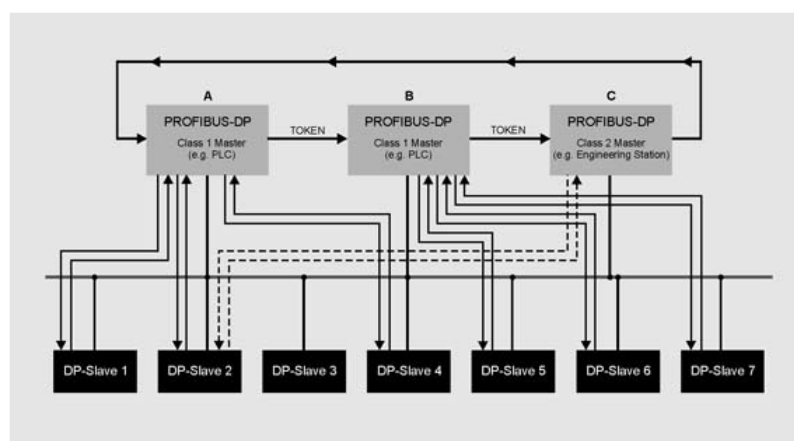 A
B
C
PROFIBUS-DP
Class 1 Master
(e.g. PLC)
TOKEN
PROFIBUS-DP
Class 1 Master
(e.g. PLC)
TOKEN
PROFIBUS-DP
Class 2 Master
(e.g. Engineering Station)
DP-Slave 1
DP-Slave 2
DP-Slave 3
DP-Slave 4
DP-Slave 5
DP-Slave 6
DP-Slave 7